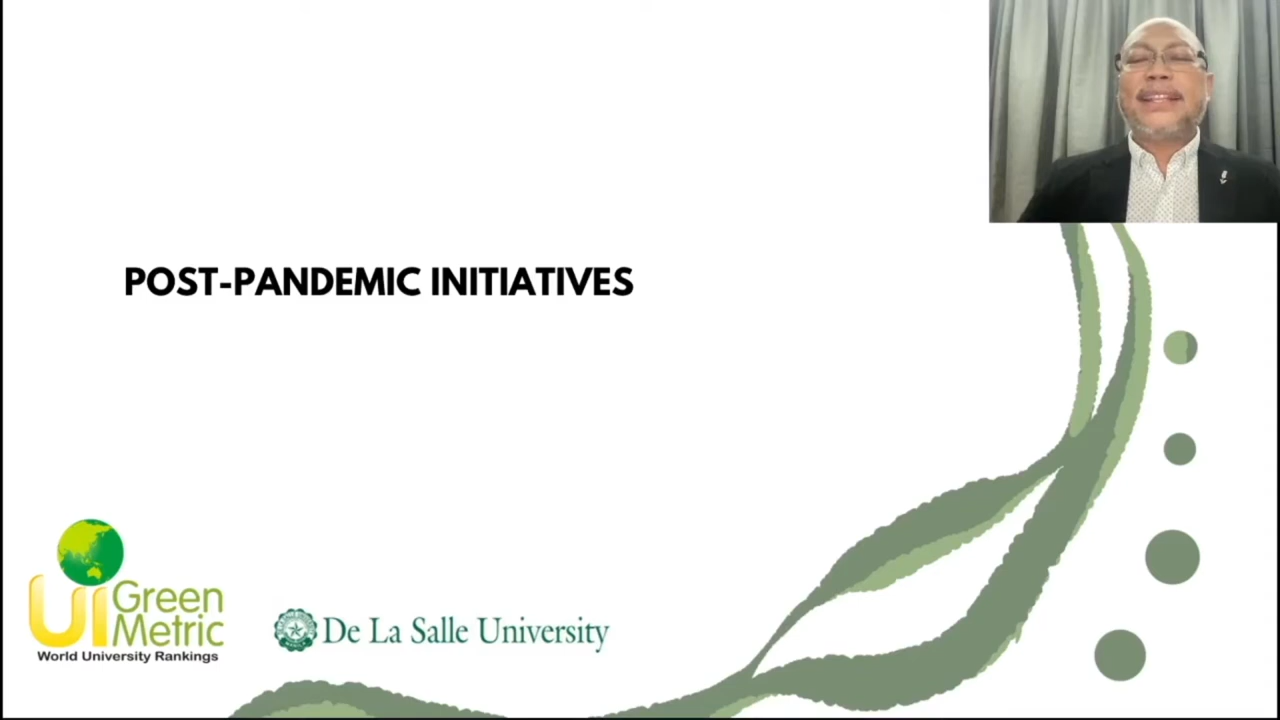 POST-PANDEMIC INITIATIVES
UI Green
Metric
World University Rankings
De La Salle University